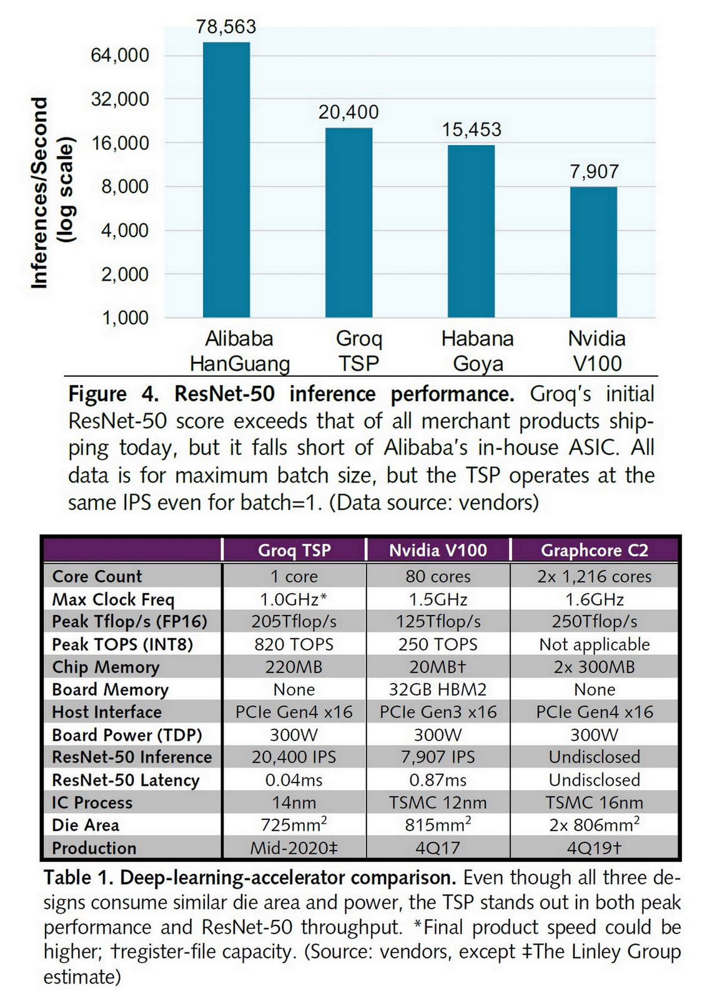 78,563
64,000
32,000
20,400
15,453
16,000
7,907
8,000
4,000
2,000
1,000
Inferences/Second
(log scale)
Alibaba HanGuang
Groq TSP
Habana Goya
Nvidia V100
Figure 4. ResNet-50 inference performance. Groq's initial
ResNet-50 score exceeds that of all merchant products ship-
ping today, but it falls short of Alibaba's in-house ASIC. All
data is for maximum batch size, but the TSP operates at the
same IPS even for batch=1. (Data source: vendors)
Groq TSP Nvidia V100 Graphcore C2
Core Count 1 core 80 cores 2x 1,216 cores
Max Clock Freq 1.0GHz* 1.5GHz 1.6GHz
Peak Tflop/s (FP16) 205Tflop/s 125Tflop/s 250Tflop/s
Peak TOPS (INT8) 820 TOPS 250 TOPS Not applicable
Chip Memory 220MB 20MB† 2x 300MB
Board Memory None 32GB HBM2 None
Host Interface PCIe Gen4 x16 PCIe Gen3 x16 PCIe Gen4 x16
Board Power (TDP) 300W 300W 300W
ResNet-50 Inference 20,400 IPS 7,907 IPS Undisclosed
ResNet-50 Latency 0.04ms 0.87ms Undisclosed
IC Process 14nm TSMC 12nm TSMC 16nm
Die Area 725mm² 815mm² 2x 806mm²
Production Mid-2020‡ 4Q17 4Q19†
Table 1. Deep-learning-accelerator comparison. Even though all three de-
signs consume similar die area and power, the TSP stands out in both peak
performance and ResNet-50 throughput. *Final product speed could be
higher; †register-file capacity. (Source: vendors, except ‡The Linley Group
estimate)